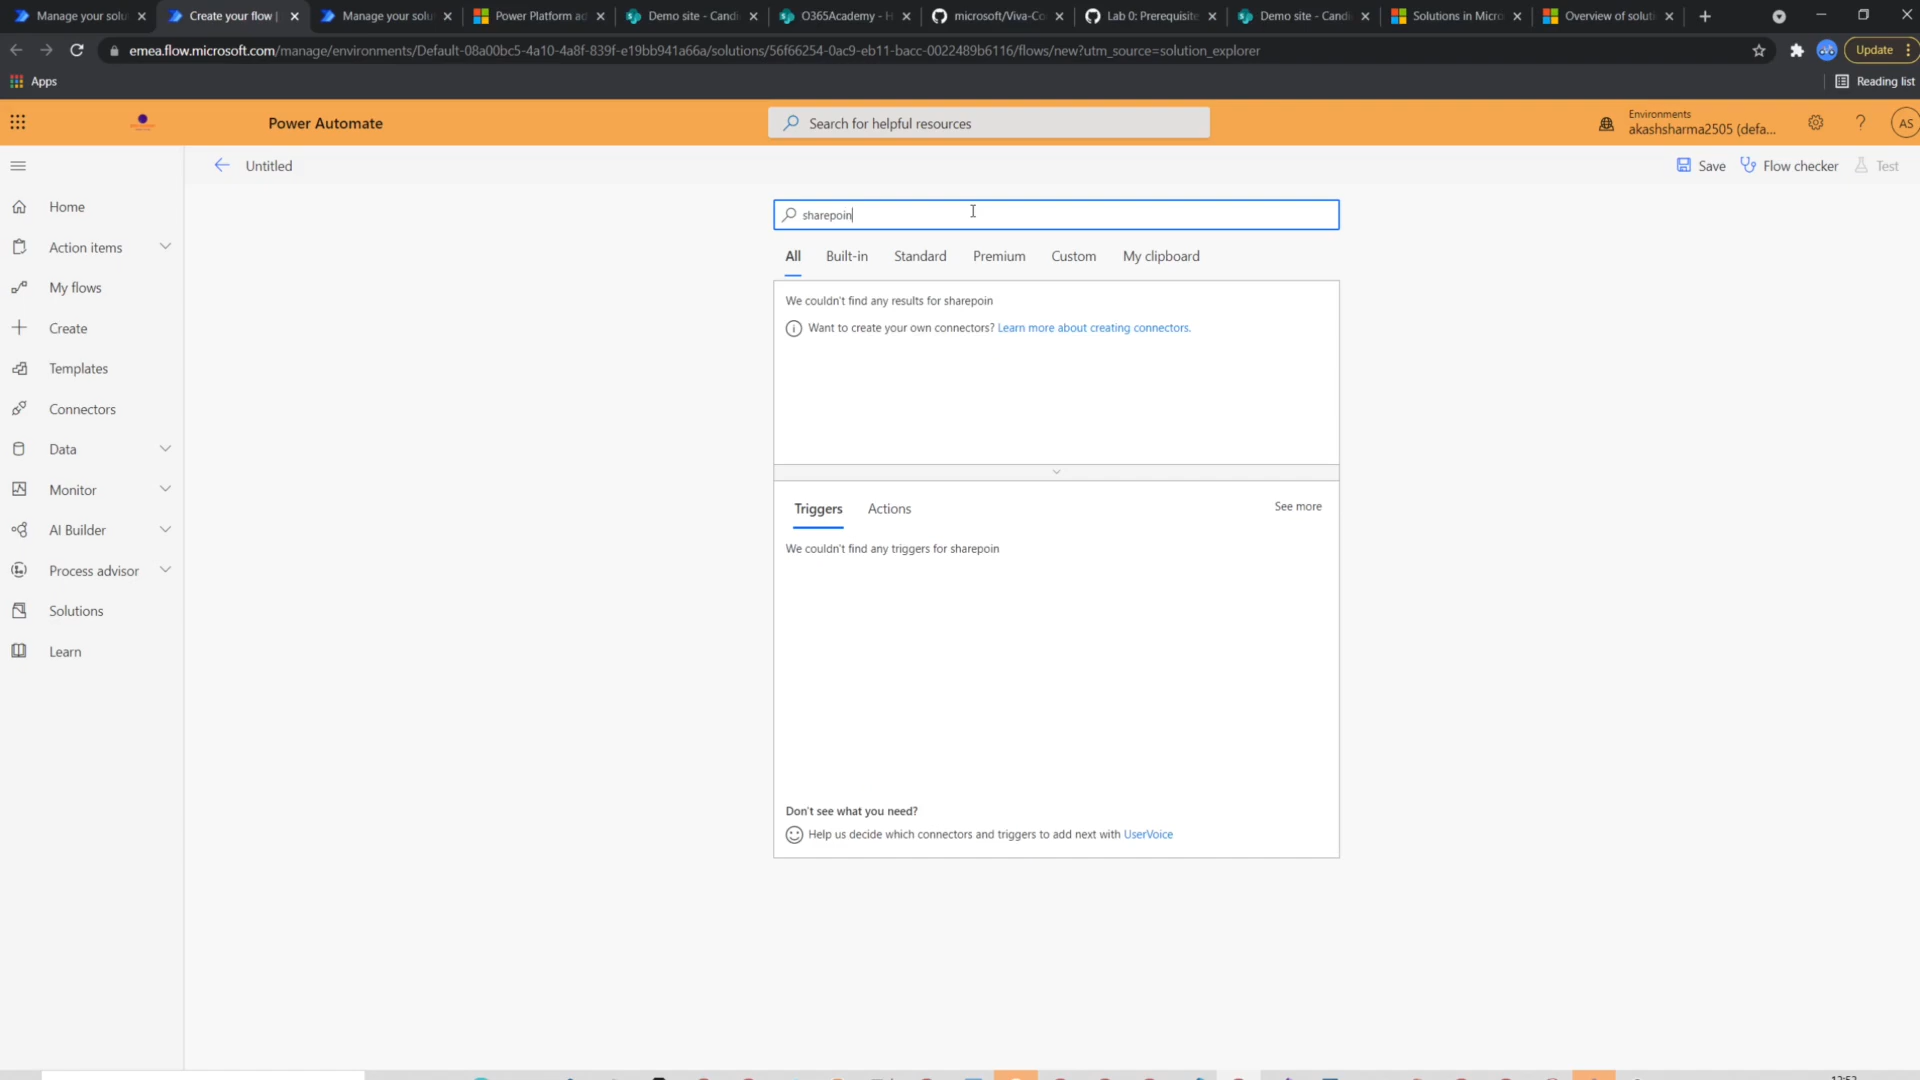 Manage your solu
Create your flow |
Manage your solu
Power Platform ad
Demo site - Candi
O365Academy - H
microsoft/Viva-Co
Lab 0: Prerequisite
Demo site - Candi
Solutions in Micro
Overview of soluti
emea.flow.microsoft.com/manage/environments/Default-08a00bc5-4a10-4a8f-839f-e19bb941a66a/solutions/56f66254-0ac9-eb11-bacc-0022489b6116/flows/new?utm_source=solution_explorer
Update
Apps
Reading list
Power Automate
Search for helpful resources
Environments
akashsharma2505 (defa...
AS
Untitled
Save
Flow checker
Test
Home
Action items
My flows
Create
Templates
Connectors
Data
Monitor
AI Builder
Process advisor
Solutions
Learn
sharepoin
All Built-in Standard Premium Custom My clipboard
We couldn't find any results for sharepoin
Want to create your own connectors? Learn more about creating connectors.
Triggers Actions See more
We couldn't find any triggers for sharepoin
Don't see what you need?
Help us decide which connectors and triggers to add next with UserVoice